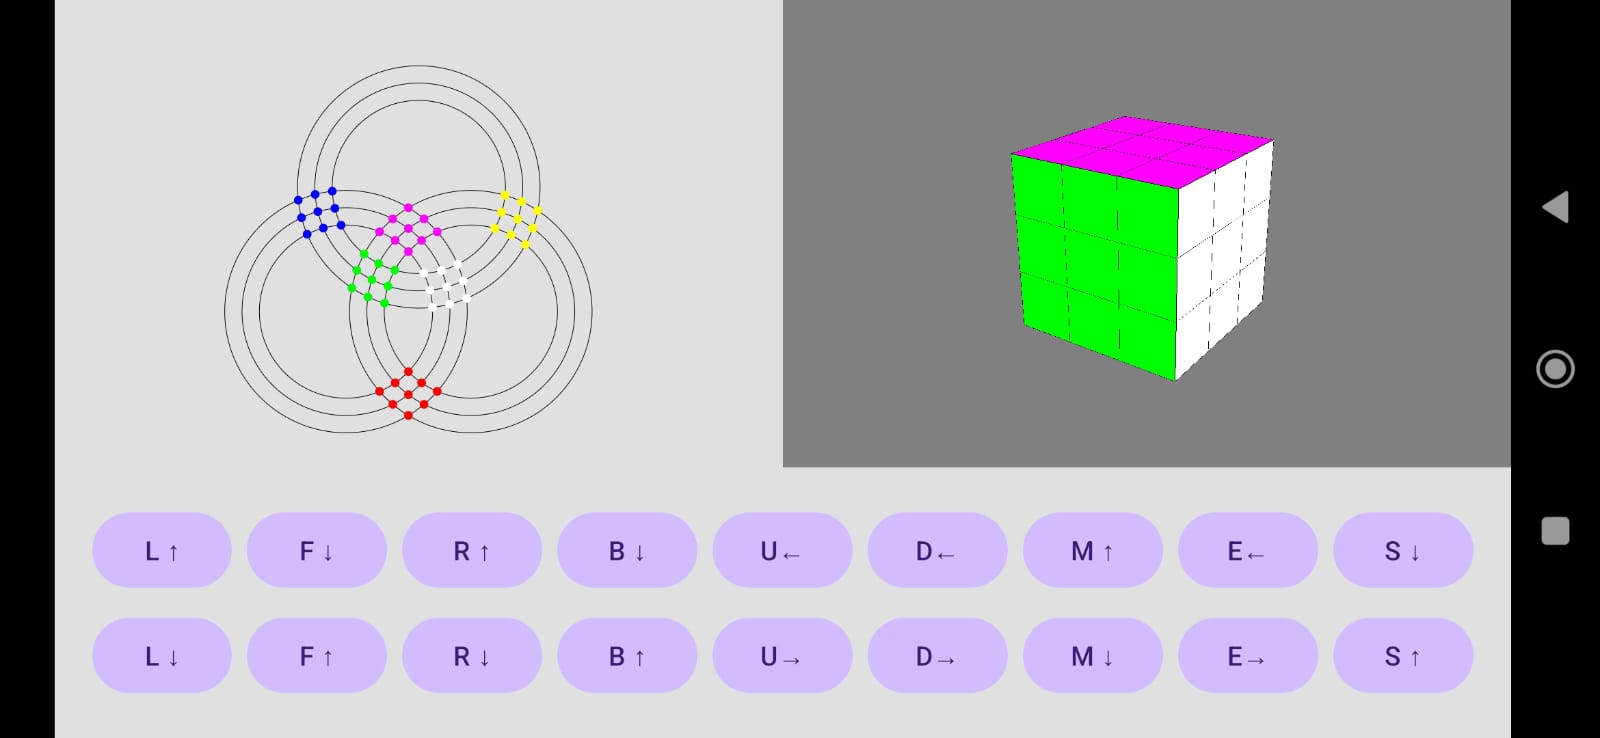 L ↑ F ↓ R ↑ B ↓ U← D← M ↑ E← S ↓
L ↓ F ↑ R ↓ B ↑ U→ D→ M ↓ E→ S ↑